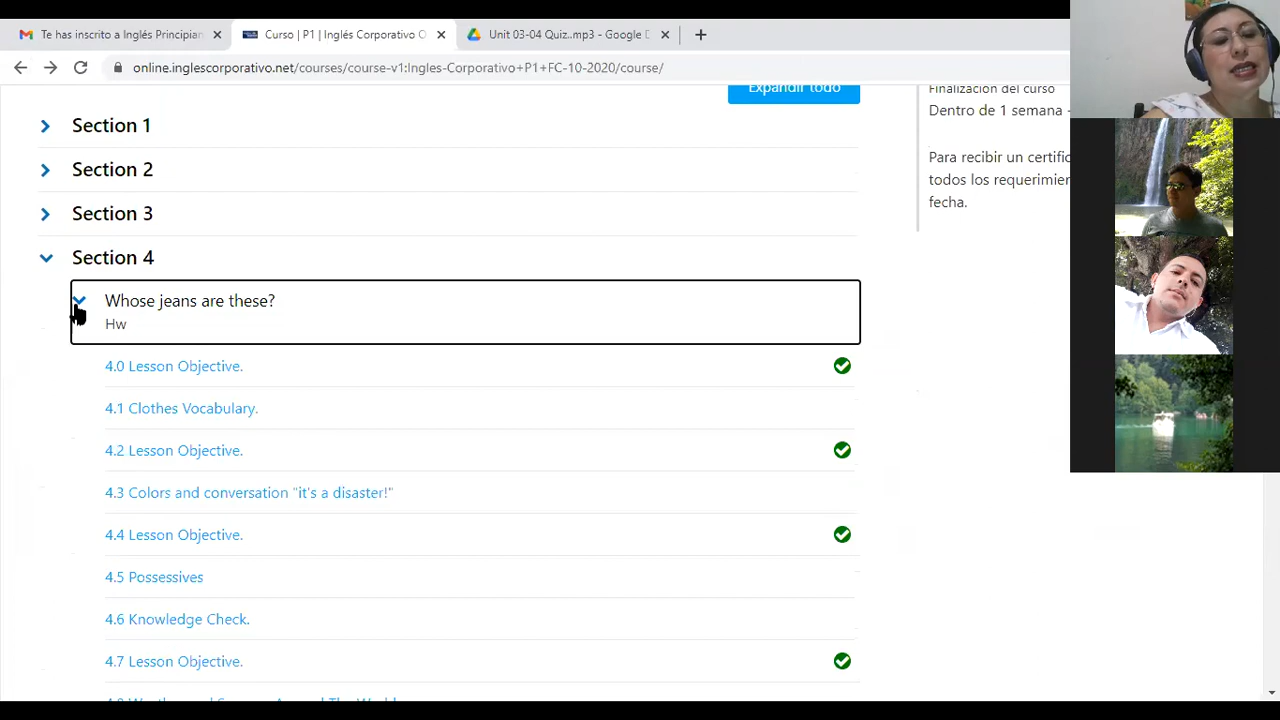 Te has inscrito a Inglés Principian
Curso | P1 | Inglés Corporativo O
Unit 03-04 Quiz..mp3 - Google D
online.inglescorporativo.net/courses/course-v1:Ingles-Corporativo+P1+FC-10-2020/course/
Expandir todo
Finalización del curso
Dentro de 1 semana -
Para recibir un certific
todos los requerimien
fecha.
Section 1
Section 2
Section 3
Section 4
Whose jeans are these?
Hw
4.0 Lesson Objective.
4.1 Clothes Vocabulary.
4.2 Lesson Objective.
4.3 Colors and conversation "it's a disaster!"
4.4 Lesson Objective.
4.5 Possessives
4.6 Knowledge Check.
4.7 Lesson Objective.